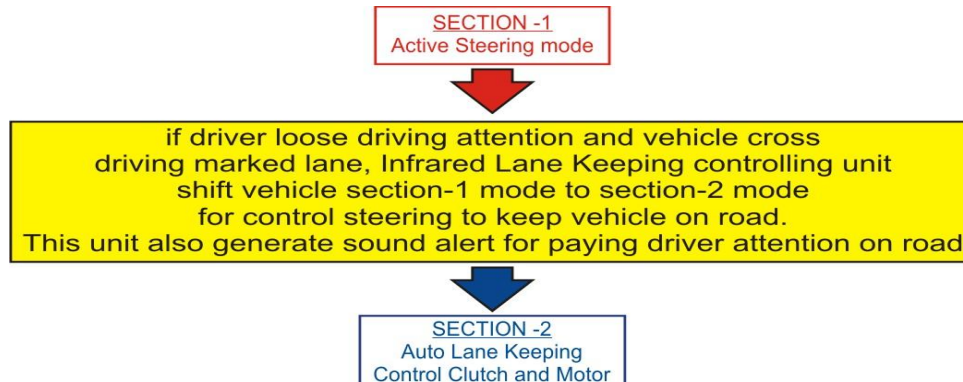 SECTION -1
Active Steering mode
if driver loose driving attention and vehicle cross
driving marked lane, Infrared Lane Keeping controlling unit
shift vehicle section-1 mode to section-2 mode
for control steering to keep vehicle on road.
This unit also generate sound alert for paying driver attention on road
SECTION -2
Auto Lane Keeping
Control Clutch and Motor